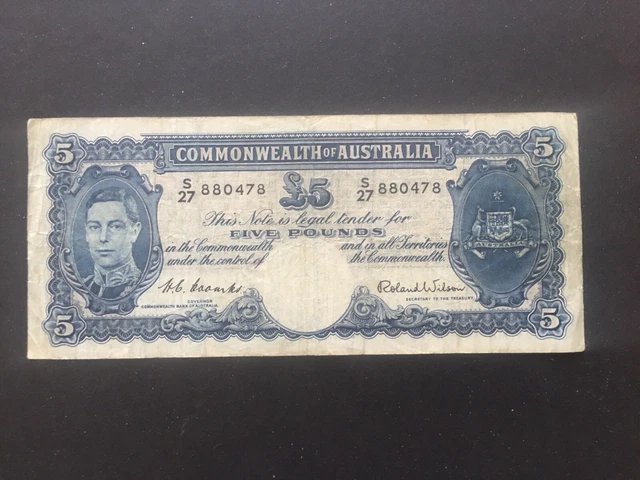 5 5
COMMONWEALTH OF AUSTRALIA
S/27 880478 £5 S/27 880478
This Note is legal tender for
FIVE POUNDS
in the Commonwealth and in all Territories
under the control of the Commonwealth.
H.C. Coombs Roland Wilson
GOVERNOR SECRETARY TO THE TREASURY
COMMONWEALTH BANK OF AUSTRALIA
AUSTRALIA
5 5